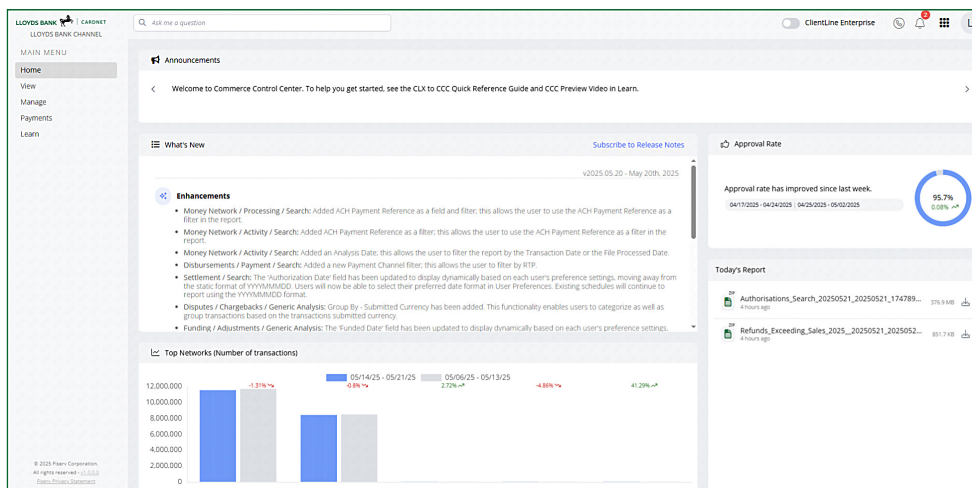 LLOYDS BANK CARDNET
LLOYDS BANK CHANNEL
Ask me a question
ClientLine Enterprise
2
MAIN MENU
Home
View
Manage
Payments
Learn
Announcements
Welcome to Commerce Control Center. To help you get started, see the CLX to CCC Quick Reference Guide and CCC Preview Video in Learn.
What's New
Subscribe to Release Notes
v2025.05.20 - May 20th, 2025
Enhancements
• Money Network / Processing / Search: Added ACH Payment Reference as a field and filter; this allows the user to use the ACH Payment Reference as a
filter in the report.
• Money Network / Activity / Search: Added ACH Payment Reference as a filter; this allows the user to use the ACH Payment Reference as a filter in the
report.
• Money Network / Activity / Search: Added an Analysis Date; this allows the user to filter the report by the Transaction Date or the File Processed Date.
• Disbursements / Payment / Search: Added a new Payment Channel filter; this allows the user to filter by RTP.
• Settlement / Search: The 'Authorization Date' field has been updated to display dynamically based on each user's preference settings, moving away from
the static format of YYYYMMMDD. Users will now be able to select their preferred date format in User Preferences. Existing schedules will continue to
report using the YYYYMMDD format.
• Disputes / Chargebacks / Generic Analysis: Group By - Submitted Currency has been added. This functionality enables users to categorize as well as
group transactions based on the transactions submitted currency.
• Funding / Adjustments / Generic Analysis: The 'Funded Date' field has been updated to display dynamically based on each user's preference settings,
Approval Rate
Approval rate has improved since last week.
04/17/2025 - 04/24/2025 | 04/25/2025 - 05/02/2025
95.7%
0.08%
Today's Report
ZIP
Authorisations_Search_20250521_20250521_174789...
4 hours ago
376.9 MB
ZIP
Refunds_Exceeding_Sales_2025__20250521_2025052...
4 hours ago
851.7 KB
Top Networks (Number of transactions)
05/14/25 - 05/21/25
05/06/25 - 05/13/25
-1.31%
-0.8%
2.72%
-4.86%
41.29%
12,000,000
10,000,000
8,000,000
6,000,000
4,000,000
2,000,000
0
© 2025 Fiserv Corporation.
All rights reserved - v1.0.0.0
Fiserv Privacy Statement